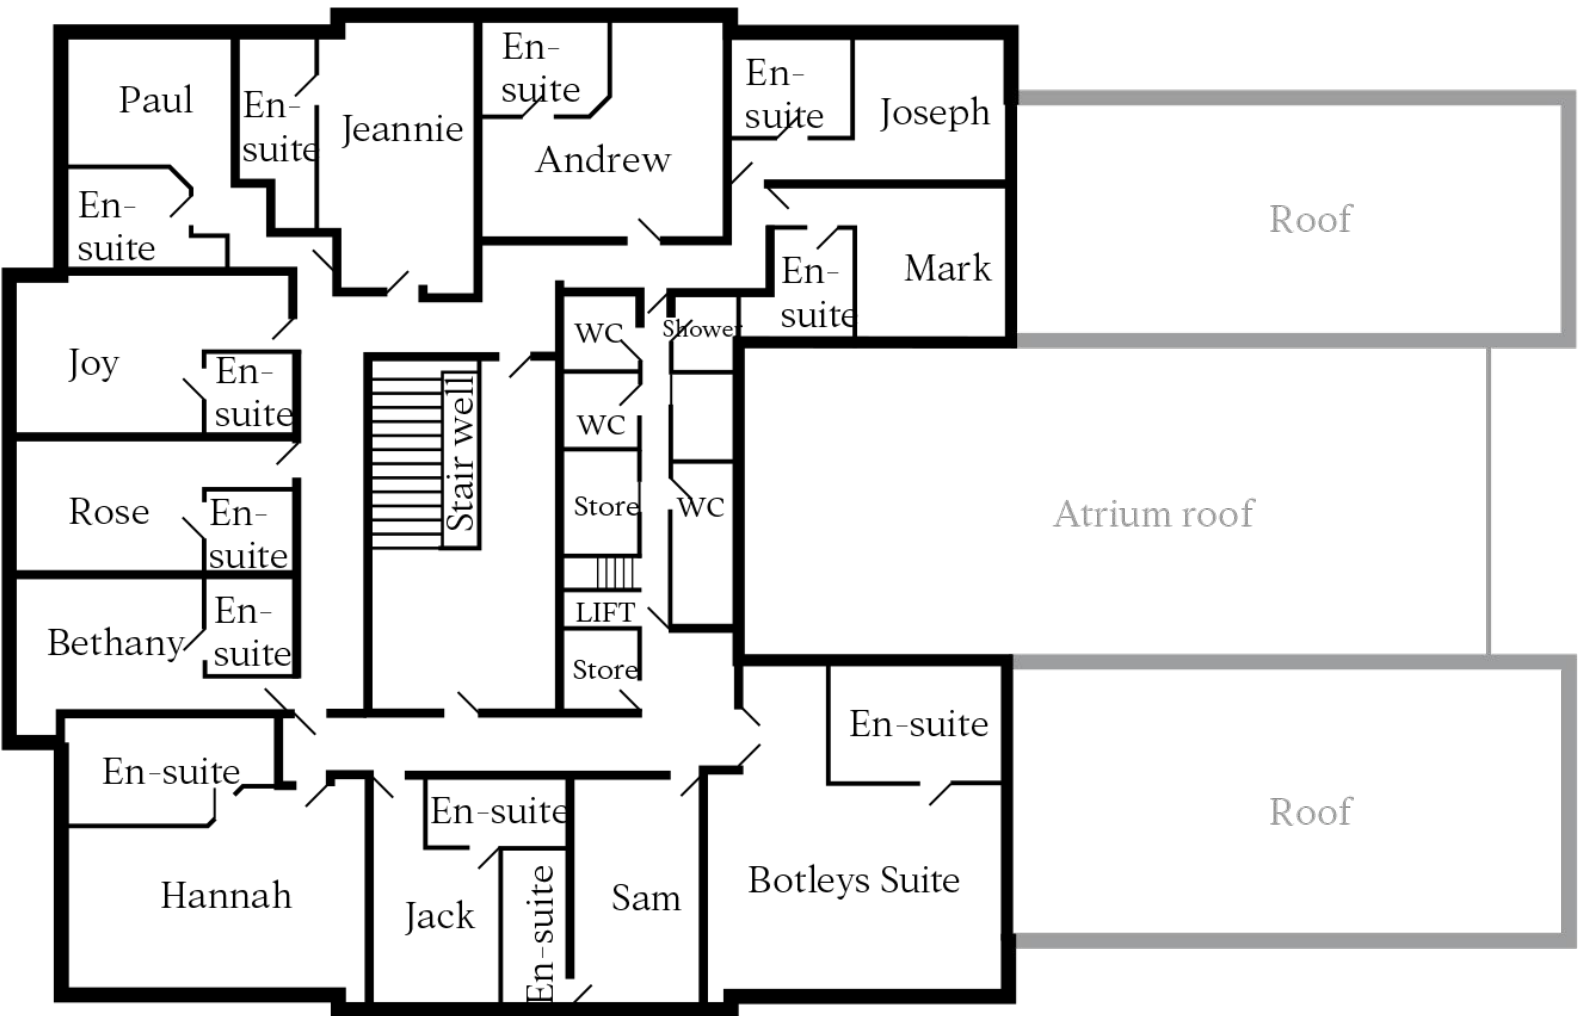 Paul
En-
suite
Jeannie
En-
suite
Andrew
En-
suite
Joseph
En-
suite
Roof
En-
suite
Mark
Joy
En-
suite
WC
Shower
WC
Stair well
Rose
En-
suite
Store
WC
Atrium roof
Bethany
En-
suite
LIFT
Store
En-suite
En-suite
Hannah
En-suite
Jack
En-suite
Sam
Botleys Suite
Roof